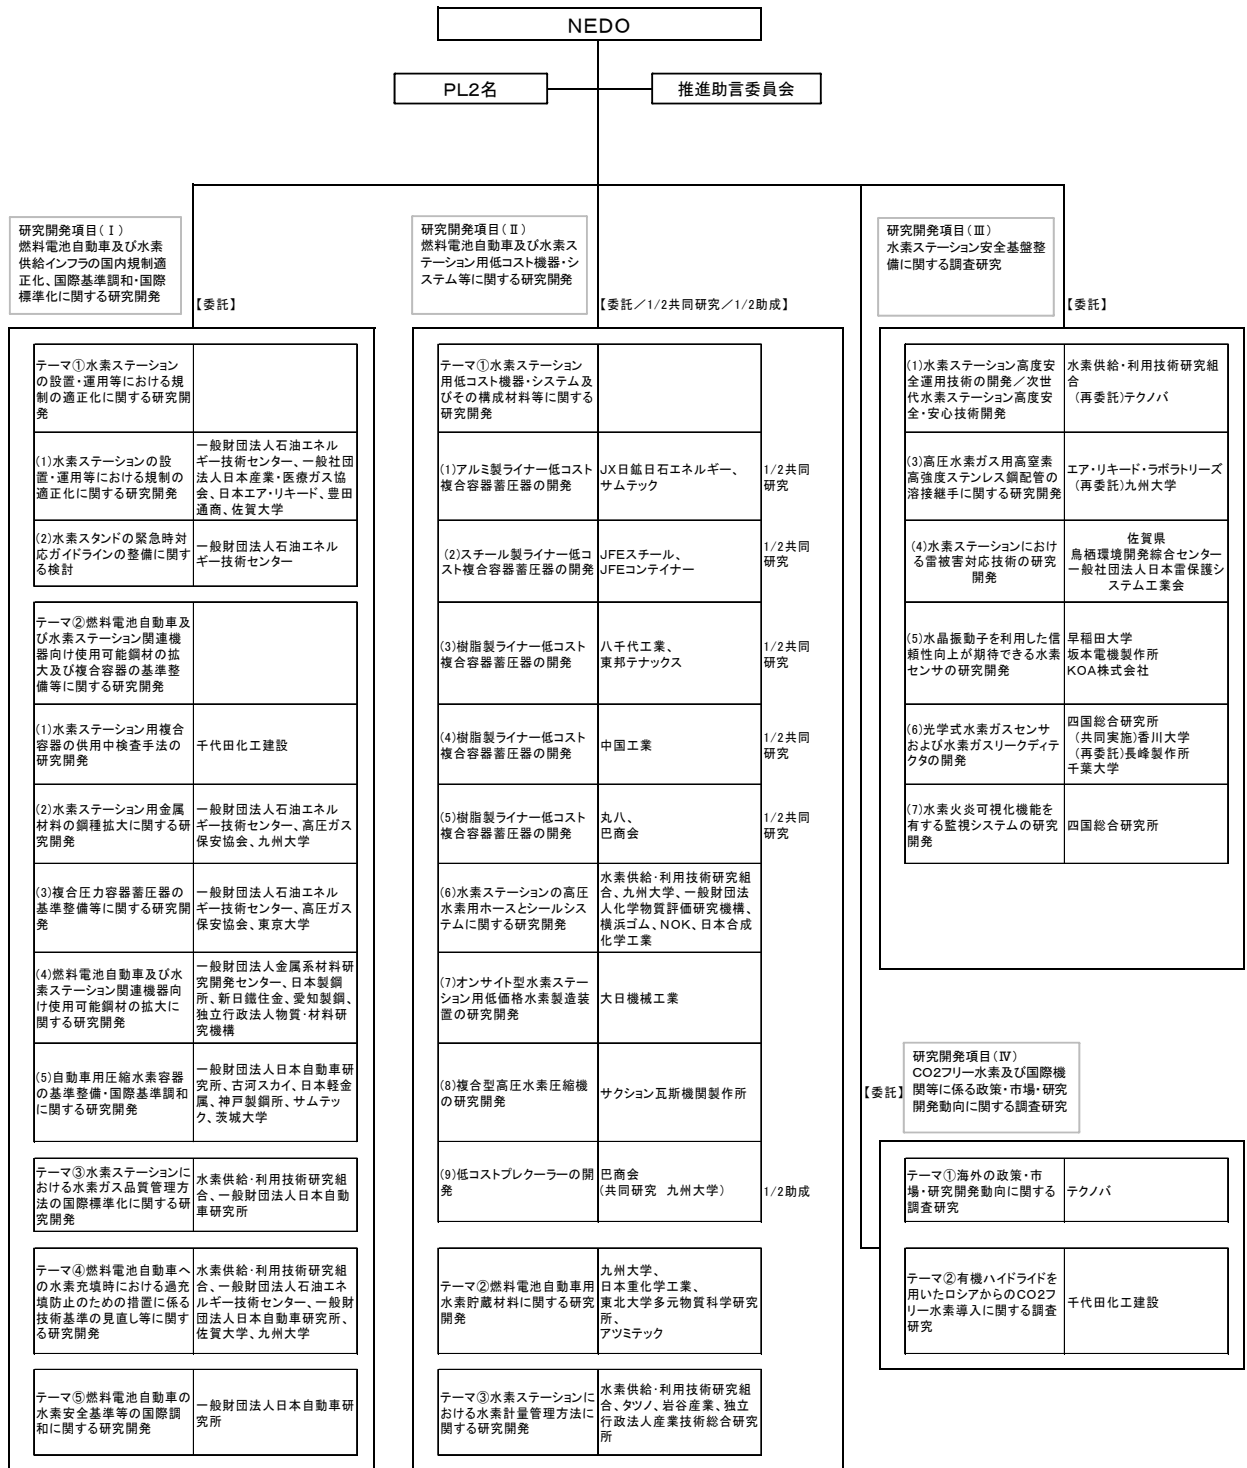 NEDO
PL2名
推進助言委員会
研究開発項目(Ⅰ)
燃料電池自動車及び水素
供給インフラの国内規制適
正化、国際基準調和・国際
標準化に関する研究開発
【委託】
テーマ①水素ステーション
の設置・運用等における規
制の適正化に関する研究開
発
(1)水素ステーションの設
置・運用等における規制の
適正化に関する研究開発
一般財団法人石油エネル
ギー技術センター、一般社団
法人日本産業・医療ガス協
会、日本エア・リキード、豊田
通商、佐賀大学
(2)水素スタンドの緊急時対
応ガイドラインの整備に関す
る検討
一般財団法人石油エネル
ギー技術センター
テーマ②燃料電池自動車及
び水素ステーション関連機
器向け使用可能鋼材の拡
大及び複合容器の基準整
備等に関する研究開発
(1)水素ステーション用複合
容器の供用中検査手法の
研究開発
千代田化工建設
(2)水素ステーション用金属
材料の鋼種拡大に関する研
究開発
一般財団法人石油エネル
ギー技術センター、高圧ガス
保安協会、九州大学
(3)複合圧力容器蓄圧器の
基準整備等に関する研究開
発
一般財団法人石油エネル
ギー技術センター、高圧ガス
保安協会、東京大学
(4)燃料電池自動車及び水
素ステーション関連機器向
け使用可能鋼材の拡大に
関する研究開発
一般財団法人金属系材料研
究開発センター、日本製鋼
所、新日鐵住金、愛知製鋼、
独立行政法人物質・材料研
究機構
(5)自動車用圧縮水素容器
の基準整備・国際基準調和
に関する研究開発
一般財団法人日本自動車研
究所、古河スカイ、日本軽金
属、神戸製鋼所、サムテッ
ク、茨城大学
テーマ③水素ステーションに
おける水素ガス品質管理方
法の国際標準化に関する研
究開発
水素供給・利用技術研究組
合、一般財団法人日本自動
車研究所
テーマ④燃料電池自動車へ
の水素充填時における過充
填防止のための措置に係る
技術基準の見直し等に関す
る研究開発
水素供給・利用技術研究組
合、一般財団法人石油エネ
ルギー技術センター、一般財
団法人日本自動車研究所、
佐賀大学、九州大学
テーマ⑤燃料電池自動車の
水素安全基準等の国際調
和に関する研究開発
一般財団法人日本自動車研
究所
研究開発項目(Ⅱ)
燃料電池自動車及び水素ス
テーション用低コスト機器・シ
ステム等に関する研究開発
【委託／1/2共同研究／1/2助成】
テーマ①水素ステーション
用低コスト機器・システム及
びその構成材料等に関する
研究開発
(1)アルミ製ライナー低コスト
複合容器蓄圧器の開発
JX日鉱日石エネルギー、
サムテック
1/2共同
研究
(2)スチール製ライナー低コ
スト複合容器蓄圧器の開発
JFEスチール、
JFEコンテイナー
1/2共同
研究
(3)樹脂製ライナー低コスト
複合容器蓄圧器の開発
八千代工業、
東邦テナックス
1/2共同
研究
(4)樹脂製ライナー低コスト
複合容器蓄圧器の開発
中国工業
1/2共同
研究
(5)樹脂製ライナー低コスト
複合容器蓄圧器の開発
丸八、
巴商会
1/2共同
研究
(6)水素ステーションの高圧
水素用ホースとシールシス
テムに関する研究開発
水素供給・利用技術研究組
合、九州大学、一般財団法
人化学物質評価研究機構、
横浜ゴム、NOK、日本合成
化学工業
(7)オンサイト型水素ステー
ション用低価格水素製造装
置の研究開発
大日機械工業
(8)複合型高圧水素圧縮機
の研究開発
サクション瓦斯機関製作所
(9)低コストプレクーラーの開
発
巴商会
(共同研究 九州大学)
1/2助成
テーマ②燃料電池自動車用
水素貯蔵材料に関する研究
開発
九州大学、
日本重化学工業、
東北大学多元物質科学研究
所、
アツミテック
テーマ③水素ステーションに
おける水素計量管理方法に
関する研究開発
水素供給・利用技術研究組
合、タツノ、岩谷産業、独立
行政法人産業技術総合研究
所
研究開発項目(Ⅲ)
水素ステーション安全基盤整
備に関する調査研究
【委託】
(1)水素ステーション高度安
全運用技術の開発／次世
代水素ステーション高度安
全・安心技術開発
水素供給・利用技術研究組
合
(再委託)テクノバ
(3)高圧水素ガス用高窒素
高強度ステンレス鋼配管の
溶接継手に関する研究開発
エア・リキード・ラボラトリーズ
(再委託)九州大学
(4)水素ステーションにおけ
る雷被害対応技術の研究
開発
佐賀県
鳥栖環境開発綜合センター
一般社団法人日本雷保護シ
ステム工業会
(5)水晶振動子を利用した信
頼性向上が期待できる水素
センサの研究開発
早稲田大学
坂本電機製作所
KOA株式会社
(6)光学式水素ガスセンサ
および水素ガスリークディテ
クタの開発
四国総合研究所
(共同実施)香川大学
(再委託)長峰製作所
千葉大学
(7)水素火炎可視化機能を
有する監視システムの研究
開発
四国総合研究所
【委託】
研究開発項目(Ⅳ)
CO2フリー水素及び国際機
関等に係る政策・市場・研究
開発動向に関する調査研究
テーマ①海外の政策・市
場・研究開発動向に関する
調査研究
テクノバ
テーマ②有機ハイドライドを
用いたロシアからのCO2フ
リー水素導入に関する調査
研究
千代田化工建設